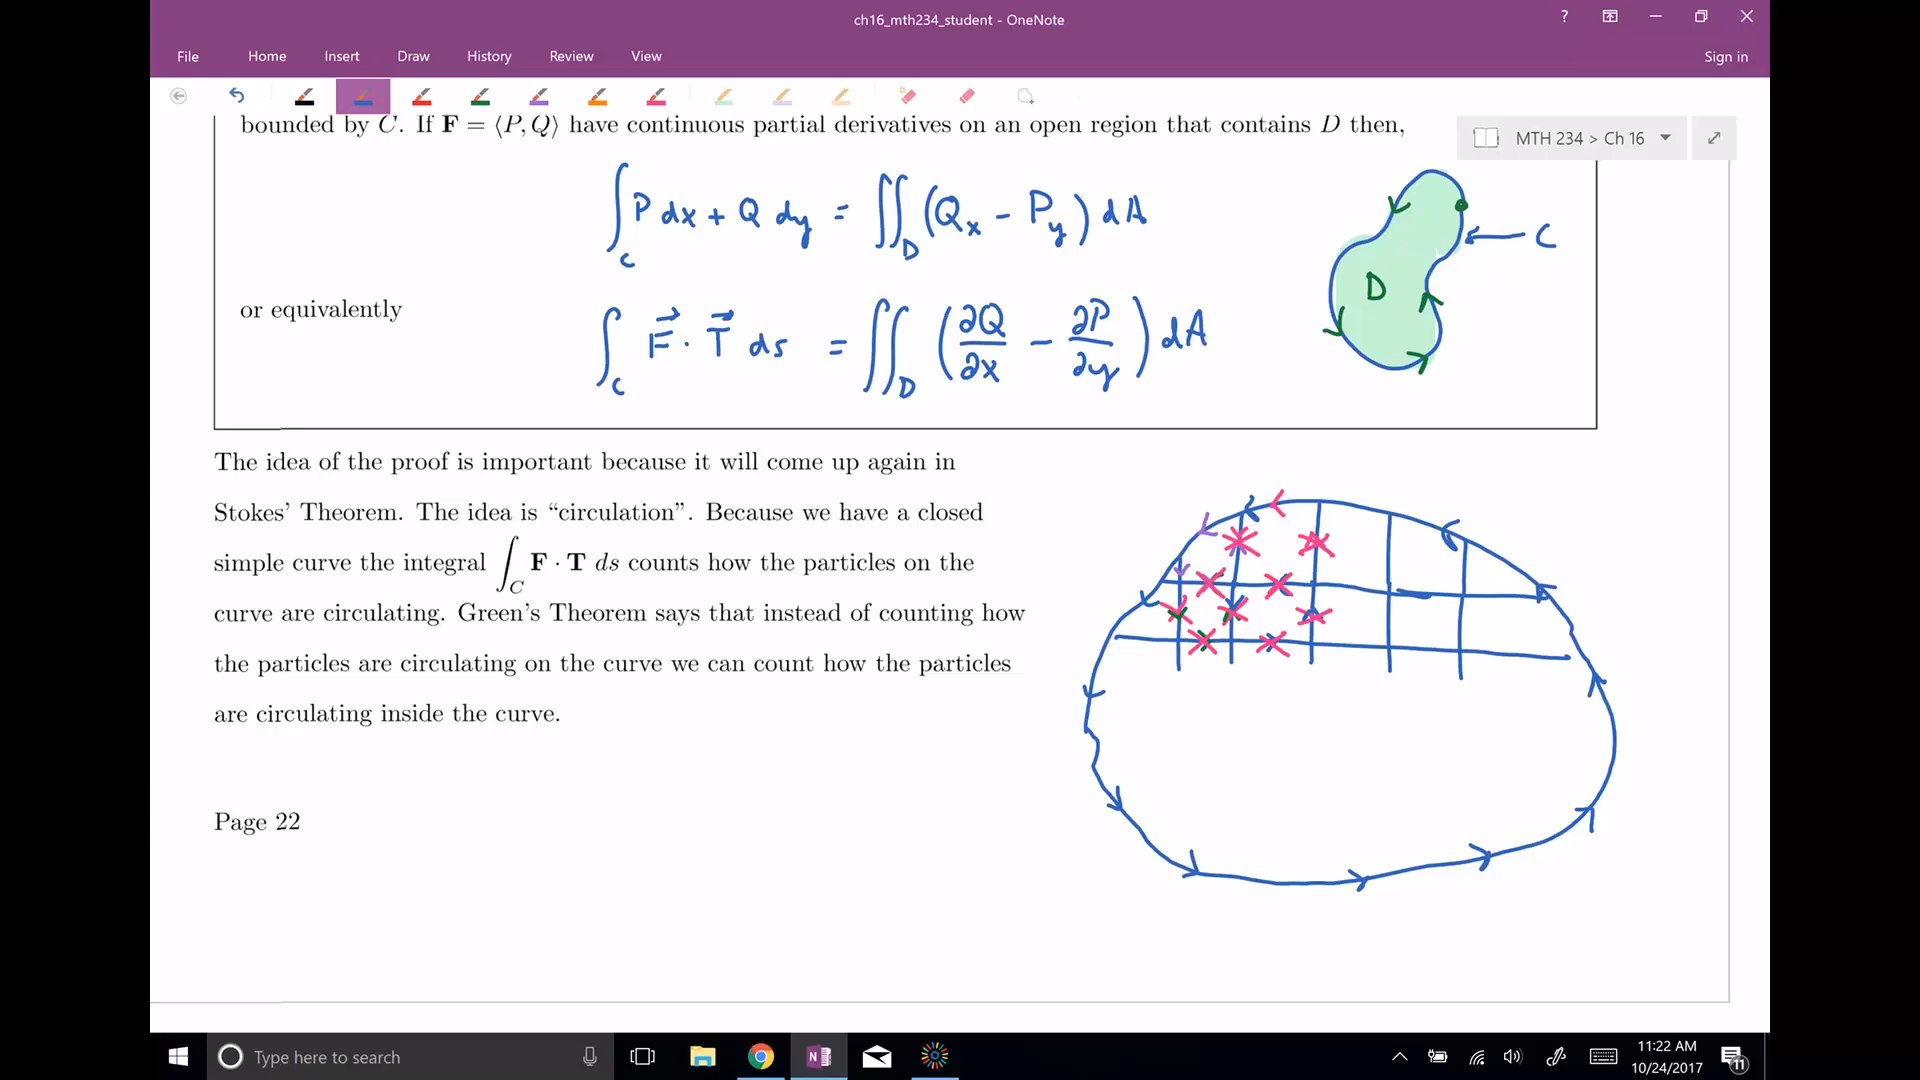 ch16_mth234_student - OneNote
?
File Home Insert Draw History Review View Sign in
bounded by C. If F = ⟨P, Q⟩ have continuous partial derivatives on an open region that contains D then,
MTH 234 > Ch 16
∫_C P dx + Q dy = ∬_D (Q_x − P_y) dA
C
D
or equivalently
∫_C F⃗ · T⃗ ds = ∬_D (∂Q/∂x − ∂P/∂y) dA
The idea of the proof is important because it will come up again in
Stokes’ Theorem. The idea is “circulation”. Because we have a closed
simple curve the integral ∫_C F · T ds counts how the particles on the
curve are circulating. Green’s Theorem says that instead of counting how
the particles are circulating on the curve we can count how the particles
are circulating inside the curve.
Page 22
Type here to search
11:22 AM
10/24/2017
11